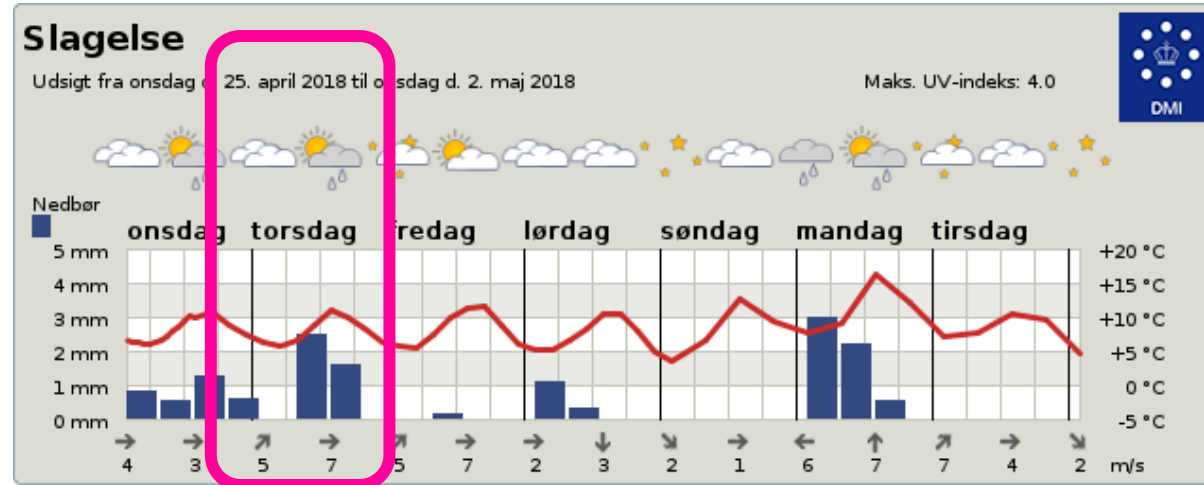 Slagelse
Udsigt fra onsdag d. 25. april 2018 til onsdag d. 2. maj 2018
Maks. UV-indeks: 4.0
DMI
Nedbør
onsdag torsdag fredag lørdag søndag mandag tirsdag
5 mm +20 °C
4 mm +15 °C
3 mm +10 °C
2 mm +5 °C
1 mm 0 °C
0 mm -5 °C
4 3 5 7 5 7 2 3 2 1 6 7 7 4 2 m/s